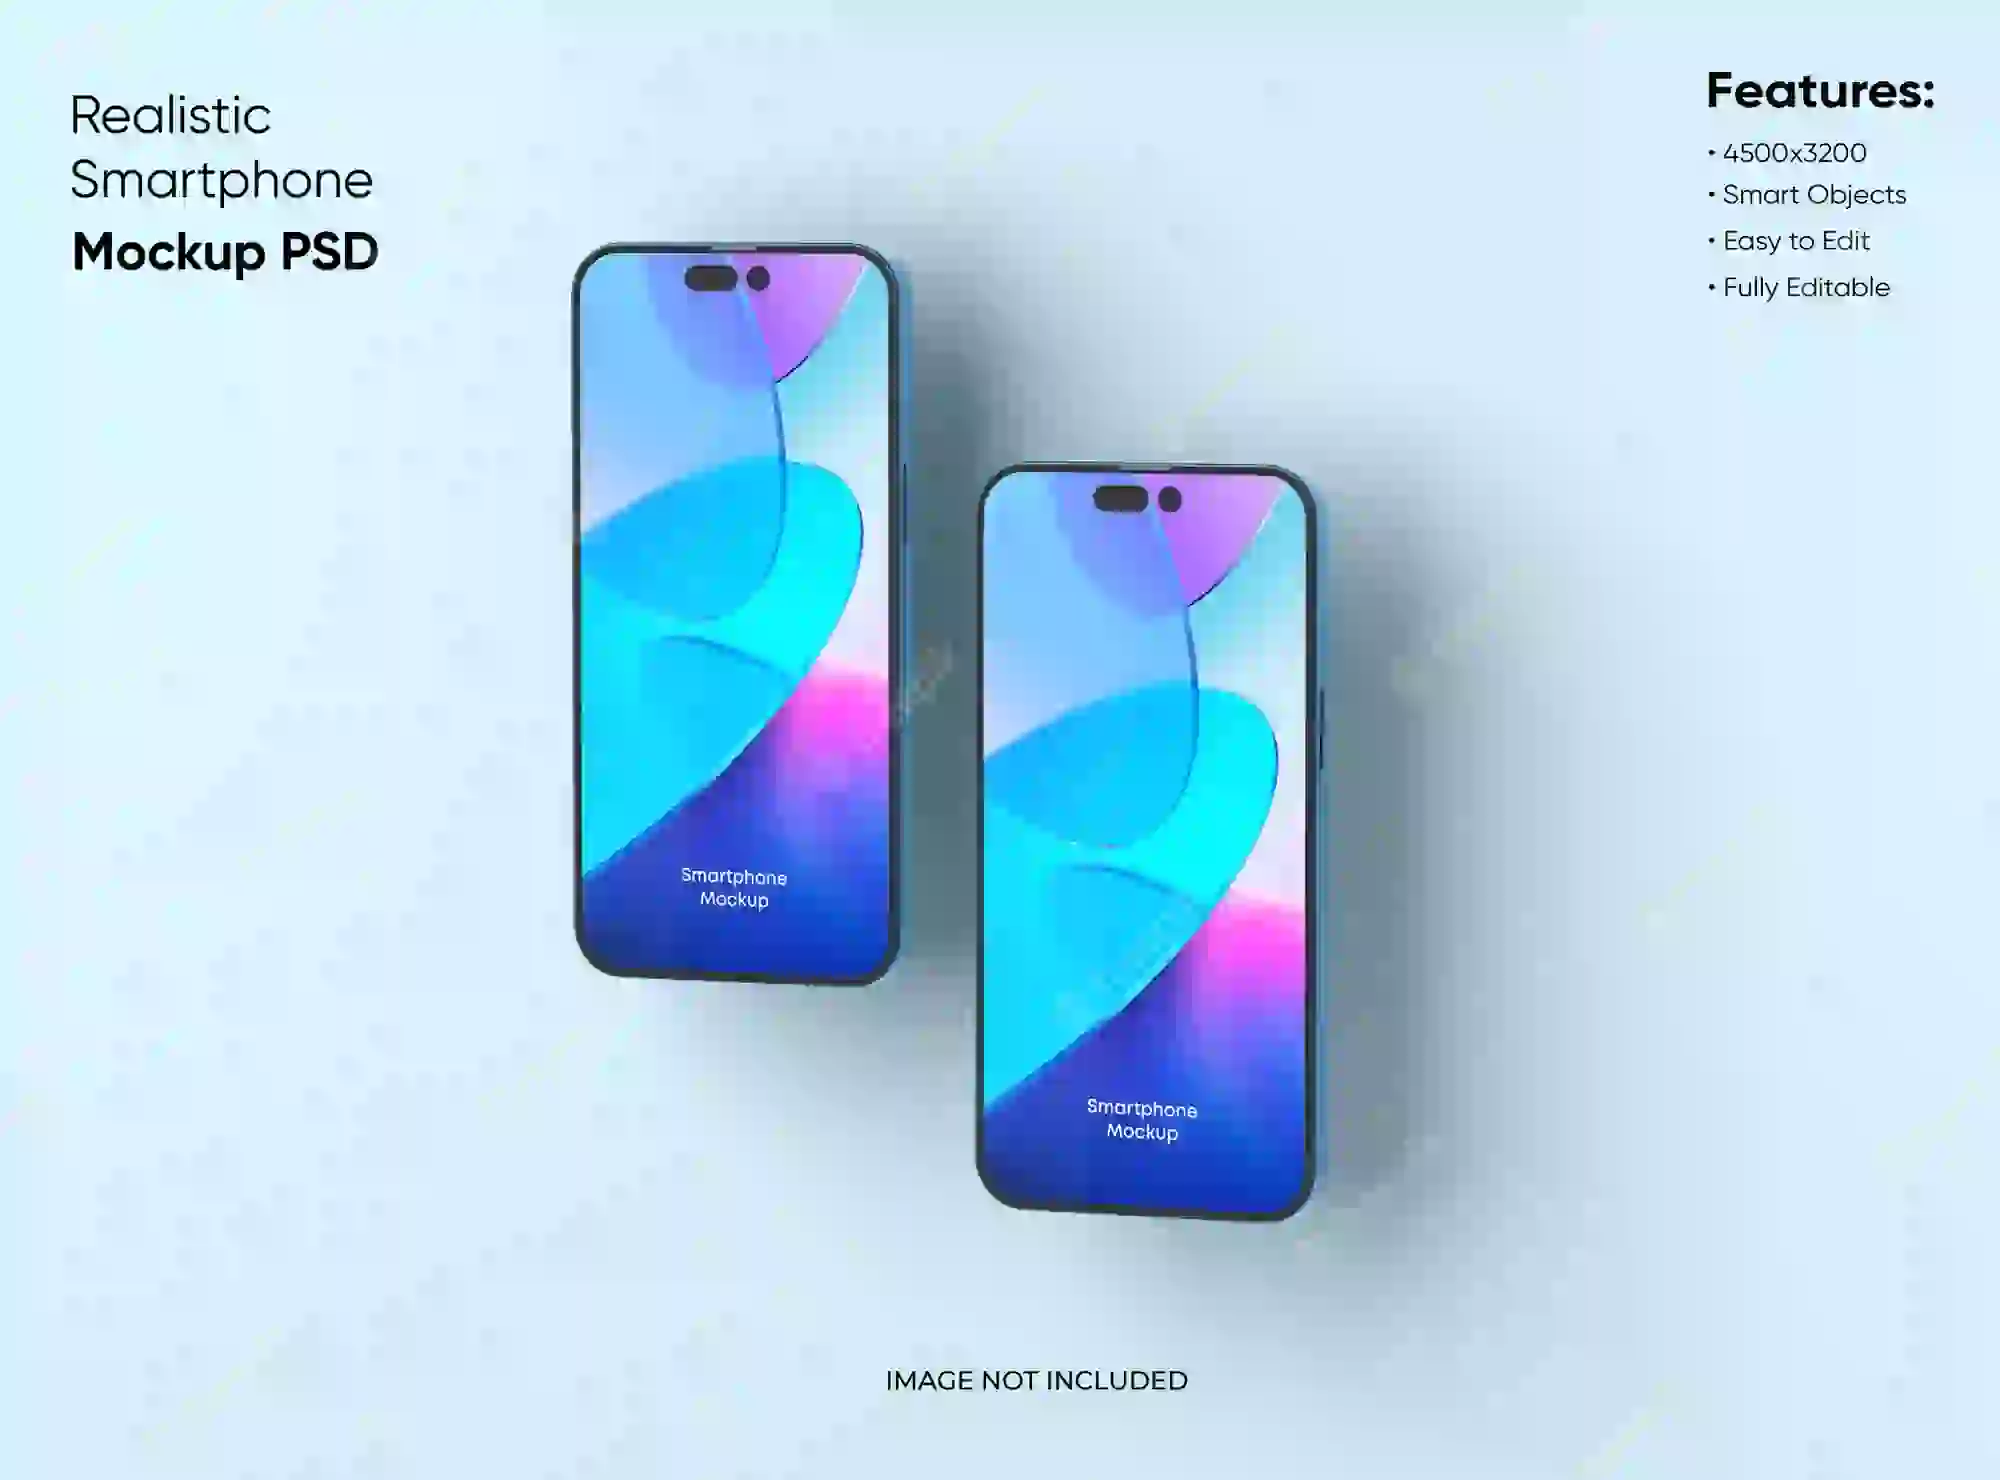 Realistic
Smartphone
Mockup PSD
Features:
• 4500x3200
• Smart Objects
• Easy to Edit
• Fully Editable
Smartphone
Mockup
Smartphone
Mockup
IMAGE NOT INCLUDED